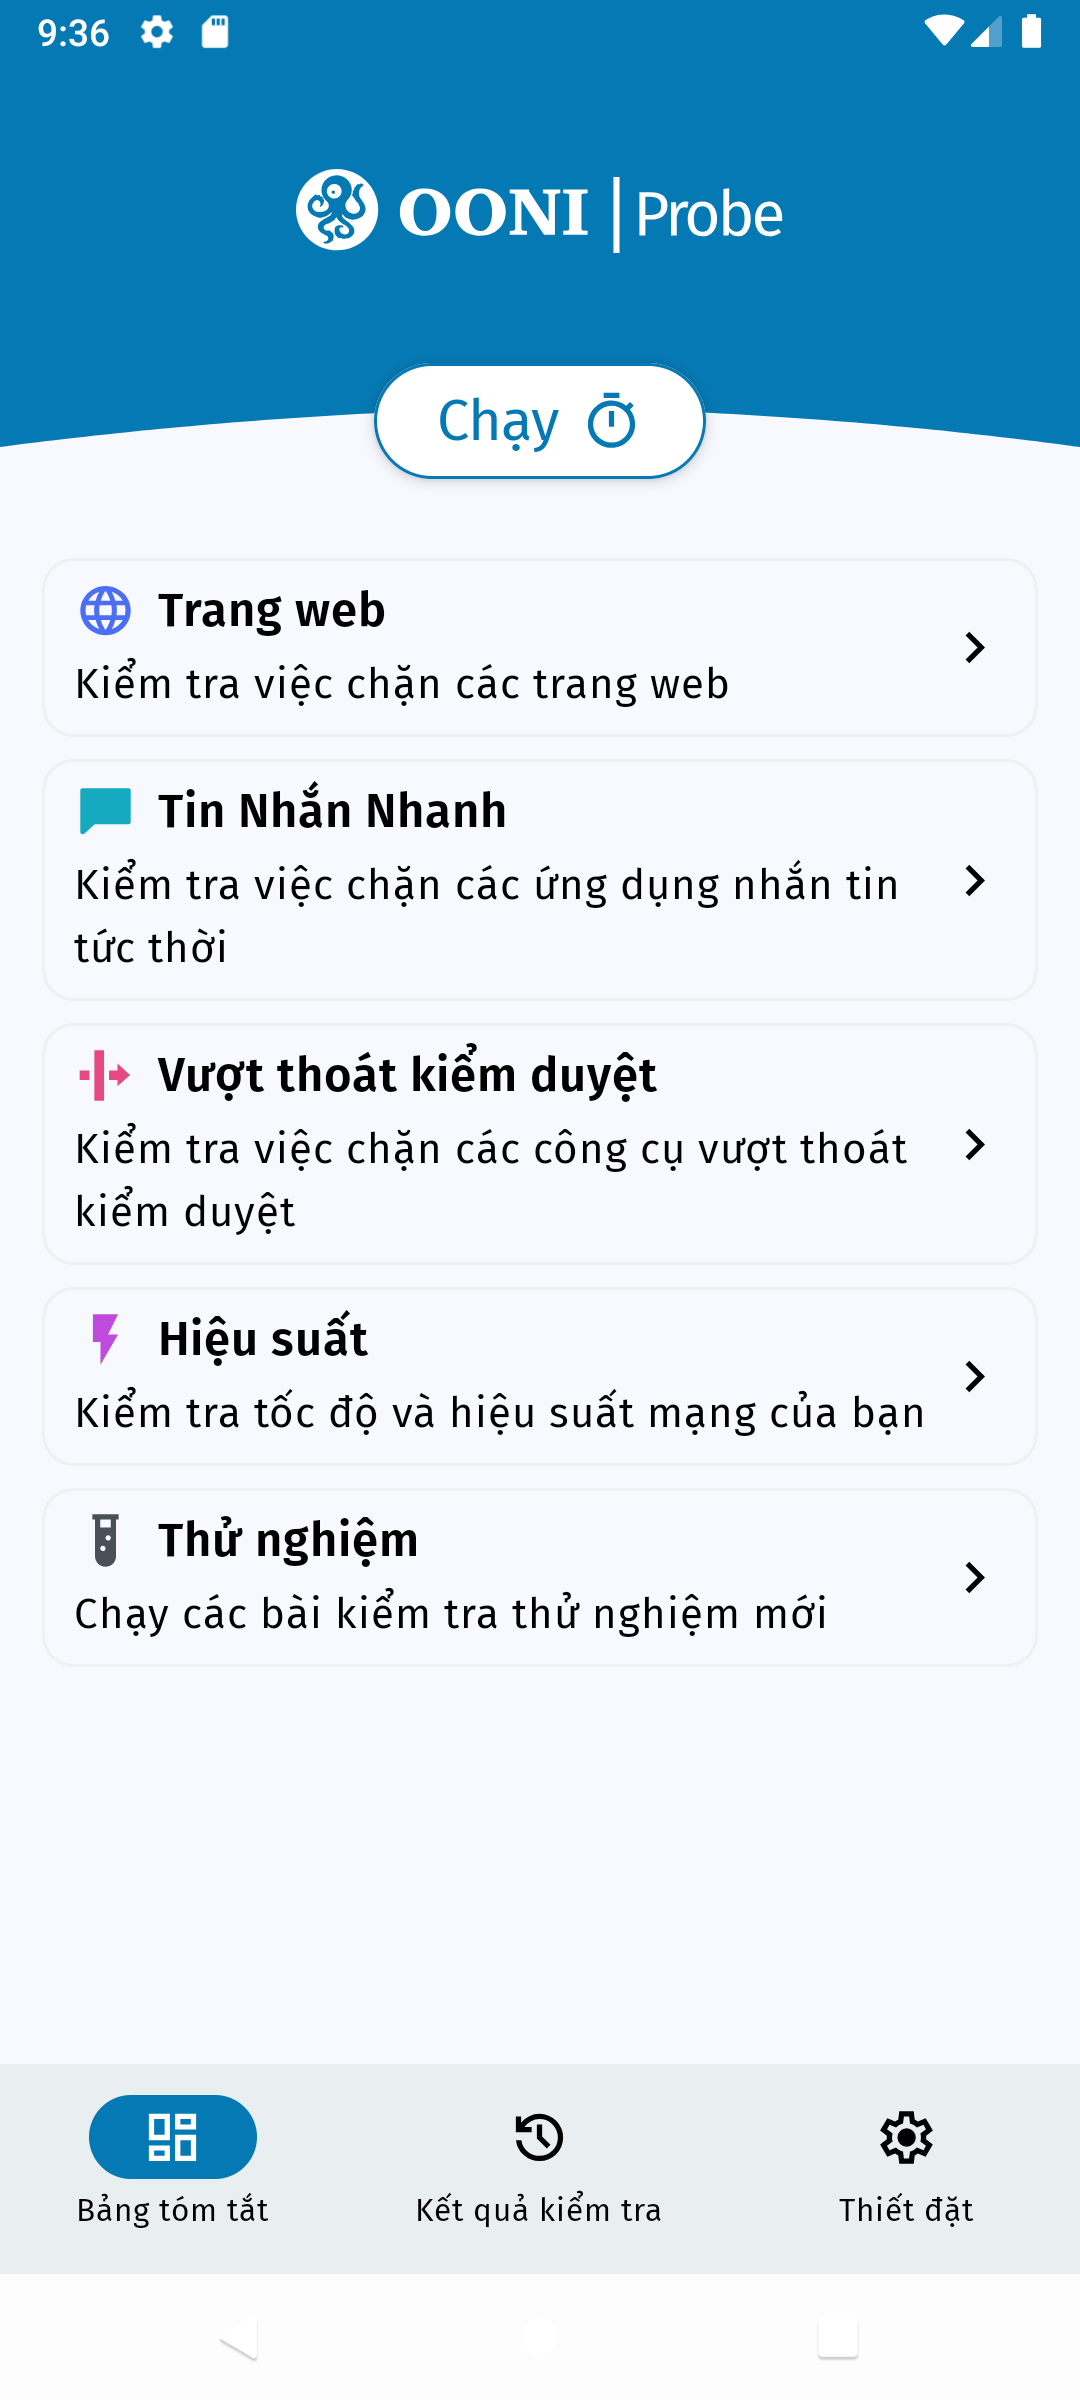 9:36
OONI | Probe
Chạy
Trang web
Kiểm tra việc chặn các trang web
Tin Nhắn Nhanh
Kiểm tra việc chặn các ứng dụng nhắn tin
tức thời
Vượt thoát kiểm duyệt
Kiểm tra việc chặn các công cụ vượt thoát
kiểm duyệt
Hiệu suất
Kiểm tra tốc độ và hiệu suất mạng của bạn
Thử nghiệm
Chạy các bài kiểm tra thử nghiệm mới
Bảng tóm tắt
Kết quả kiểm tra
Thiết đặt